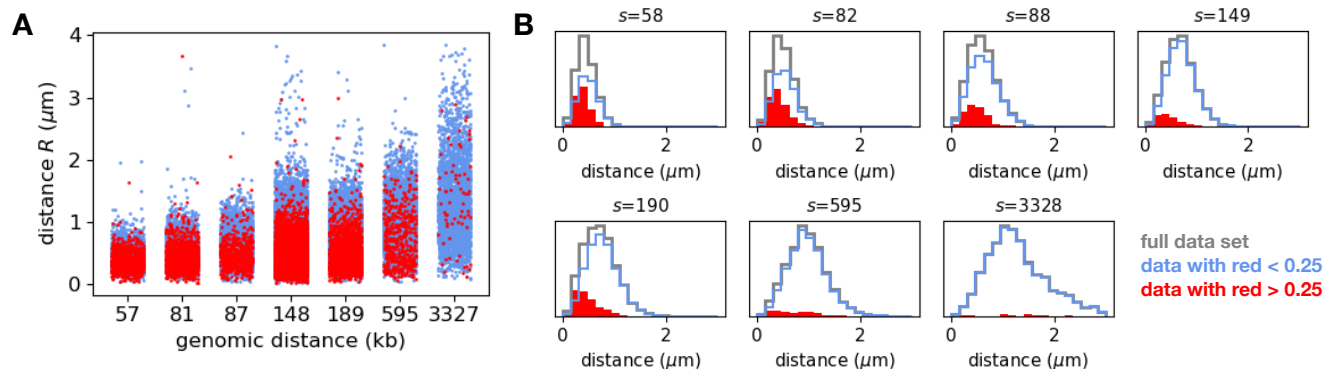 A
4
3
2
1
0
distance R (μm)
57 81 87 148 189 595 3327
genomic distance (kb)
B
s=58 s=82 s=88 s=149
0 2 0 2 0 2 0 2
distance (μm) distance (μm) distance (μm) distance (μm)
s=190 s=595 s=3328
0 2 0 2 0 2
distance (μm) distance (μm) distance (μm)
full data set
data with red < 0.25
data with red > 0.25